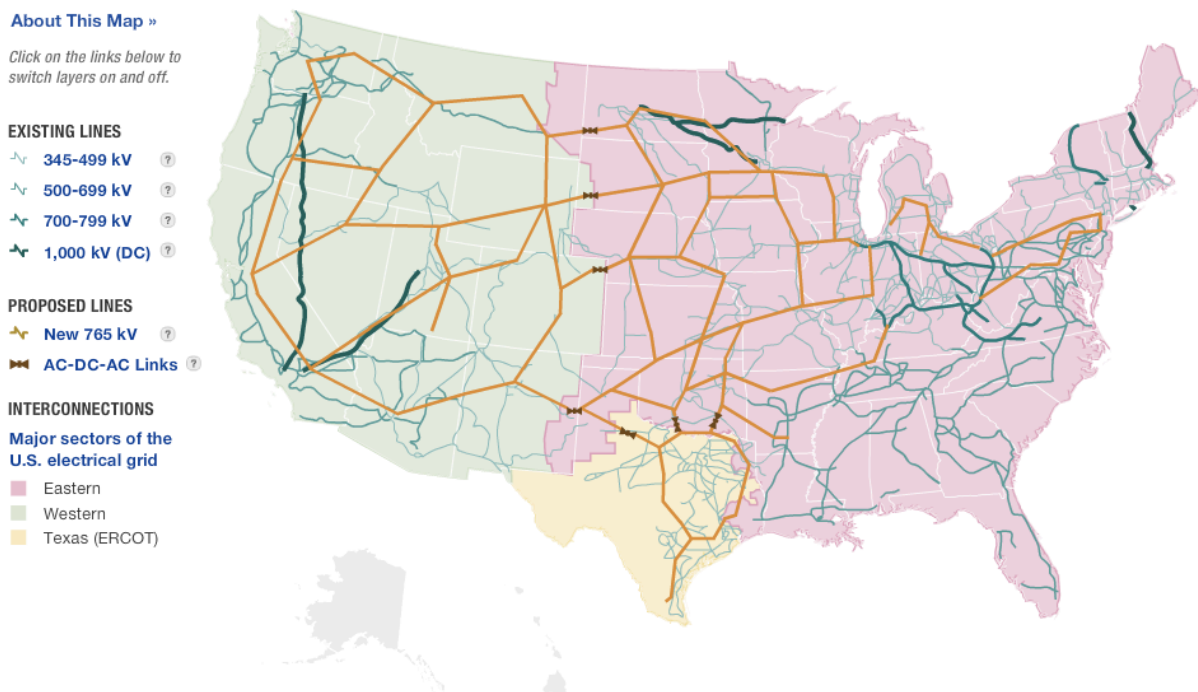 About This Map »
Click on the links below to
switch layers on and off.
EXISTING LINES
345-499 kV ?
500-699 kV ?
700-799 kV ?
1,000 kV (DC) ?
PROPOSED LINES
New 765 kV ?
AC-DC-AC Links ?
INTERCONNECTIONS
Major sectors of the
U.S. electrical grid
Eastern
Western
Texas (ERCOT)